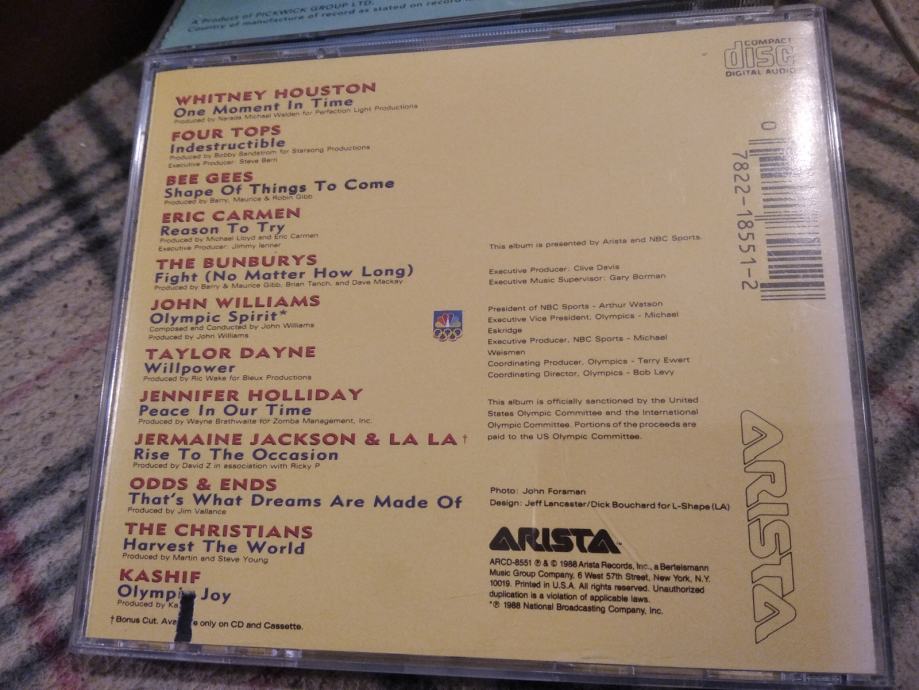 A Product of PICKWICK GROUP LTD.
Country of manufacture of record as stated on record
COMPACT
disc
DIGITAL AUDIO
WHITNEY HOUSTON
One Moment In Time
Produced by Narada Michael Walden for Perfection Light Productions
FOUR TOPS
Indestructible
Produced by Bobby Sandstrom for Starsong Productions
Executive Producer: Steve Barri
BEE GEES
Shape Of Things To Come
Produced by Barry, Maurice & Robin Gibb
ERIC CARMEN
Reason To Try
Produced by Michael Lloyd and Eric Carmen
Executive Producer: Jimmy Ienner
THE BUNBURYS
Fight (No Matter How Long)
Produced by Barry & Maurice Gibb, Brian Tench, and Dave Mackay
JOHN WILLIAMS
Olympic Spirit*
Composed and Conducted by John Williams
Produced by John Williams
TAYLOR DAYNE
Willpower
Produced by Ric Wake for Bleux Productions
JENNIFER HOLLIDAY
Peace In Our Time
Produced by Wayne Brathwaite for Zomba Management, Inc.
JERMAINE JACKSON & LA LA †
Rise To The Occasion
Produced by David Z in association with Ricky P
ODDS & ENDS
That's What Dreams Are Made Of
Produced by Jim Vallance
THE CHRISTIANS
Harvest The World
Produced by Martin and Steve Young
KASHIF
Olympi Joy
Produced by Ka
† Bonus Cut. Ava e only on CD and Cassette.
This album is presented by Arista and NBC Sports.
Executive Producer: Clive Davis
Executive Music Supervisor: Gary Borman
President of NBC Sports - Arthur Watson
Executive Vice President, Olympics - Michael
Eskridge
Executive Producer, NBC Sports - Michael
Weisman
Coordinating Producer, Olympics - Terry Ewert
Coordinating Director, Olympics - Bob Levy
This album is officially sanctioned by the United
States Olympic Committee and the International
Olympic Committee. Portions of the proceeds are
paid to the US Olympic Committee.
Photo: John Forsman
Design: Jeff Lancaster/Dick Bouchard for L-Shape (LA)
ARISTA™
ARCD-8551 ℗ & © 1988 Arista Records, Inc., a Bertelsmann
Music Group Company, 6 West 57th Street, New York, N.Y.
10019. Printed in U.S.A. All rights reserved. Unauthorized
duplication is a violation of applicable laws.
*℗ 1988 National Broadcasting Company, Inc.
0 7822-18551-2
ARISTA